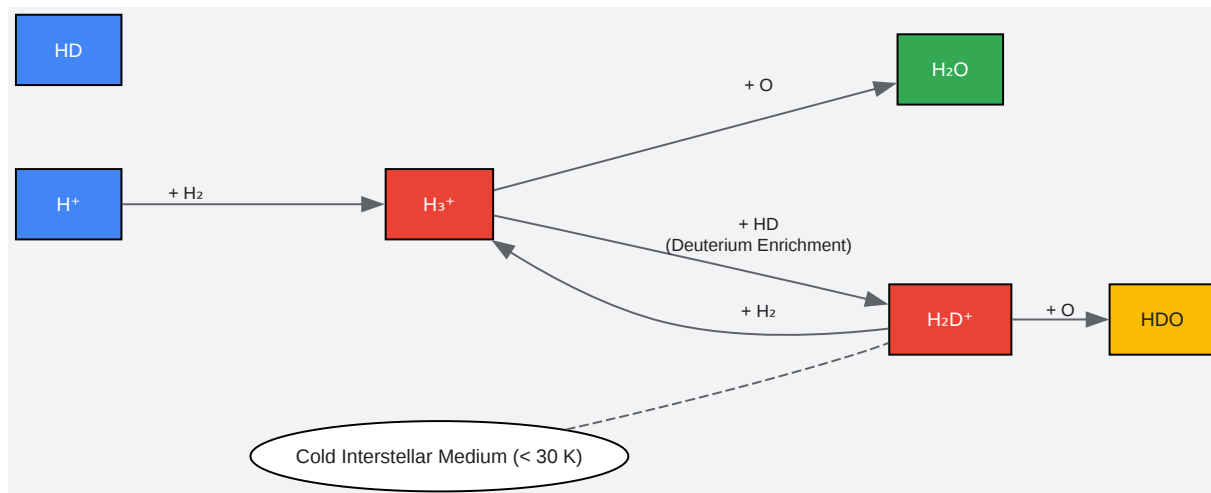 HD
H₂O
+ O
H⁺
+ H₂
H₃⁺
+ HD
(Deuterium Enrichment)
+ H₂
H₂D⁺
+ O
HDO
Cold Interstellar Medium (< 30 K)